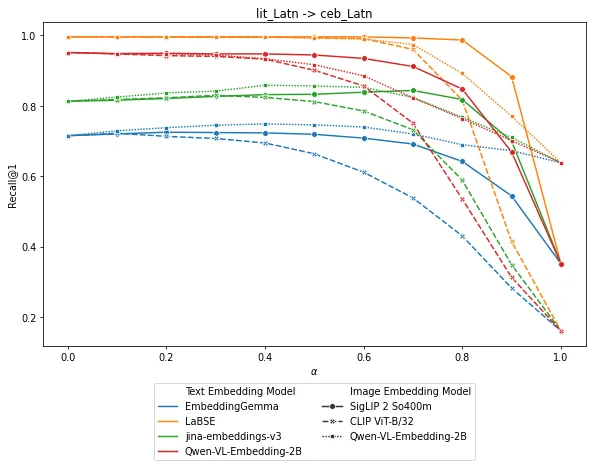 lit_Latn -> ceb_Latn
1.0
0.8
0.6
0.4
0.2
Recall@1
0.0 0.2 0.4 0.6 0.8 1.0
α
Text Embedding Model Image Embedding Model
EmbeddingGemma SigLIP 2 So400m
LaBSE CLIP ViT-B/32
jina-embeddings-v3 Qwen-VL-Embedding-2B
Qwen-VL-Embedding-2B